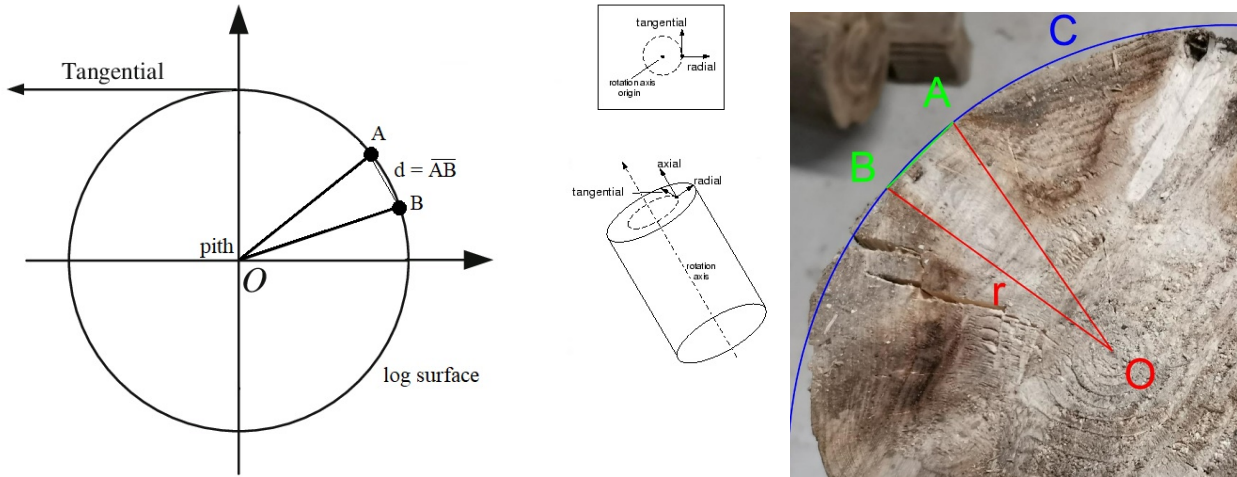 Tangential
A
d = AB
B
pith
O
log surface
tangential
radial
rotation axis
origin
axial
radial
tangential
rotation
axis
C
A
B
r
O